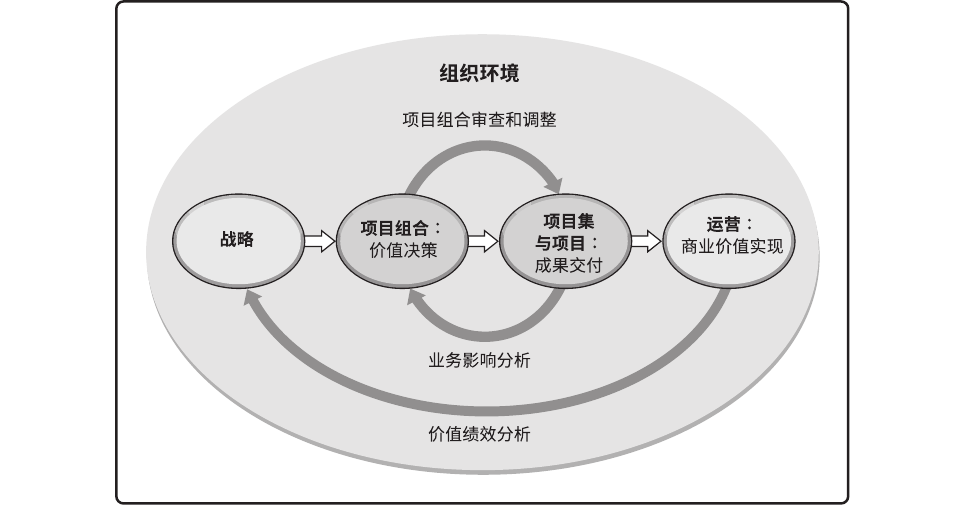 组织环境
项目组合审查和调整
战略
项目组合：
价值决策
项目集
与项目：
成果交付
运营：
商业价值实现
业务影响分析
价值绩效分析